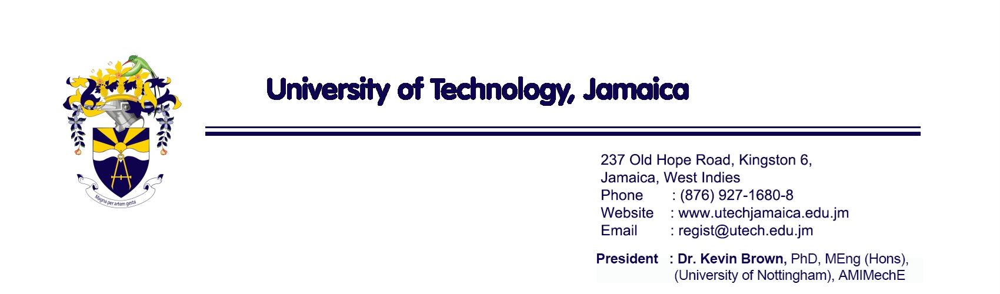 University of Technology, Jamaica
Magna per artem gesta
237 Old Hope Road, Kingston 6,
Jamaica, West Indies
Phone : (876) 927-1680-8
Website : www.utechjamaica.edu.jm
Email : regist@utech.edu.jm
President : Dr. Kevin Brown, PhD, MEng (Hons),
(University of Nottingham), AMIMechE